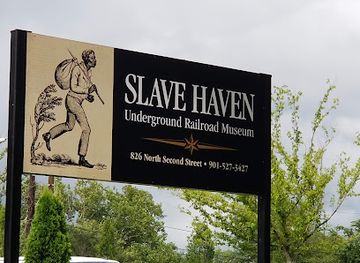 SLAVE HAVEN
Underground Railroad Museum
826 North Second Street • 901-527-3427